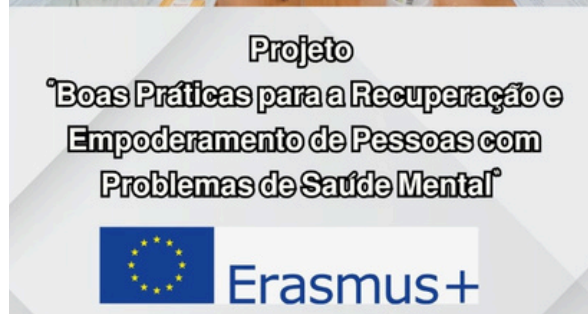 Projeto
"Boas Práticas para a Recuperação e
Empoderamento de Pessoas com
Problemas de Saúde Mental"
Erasmus+